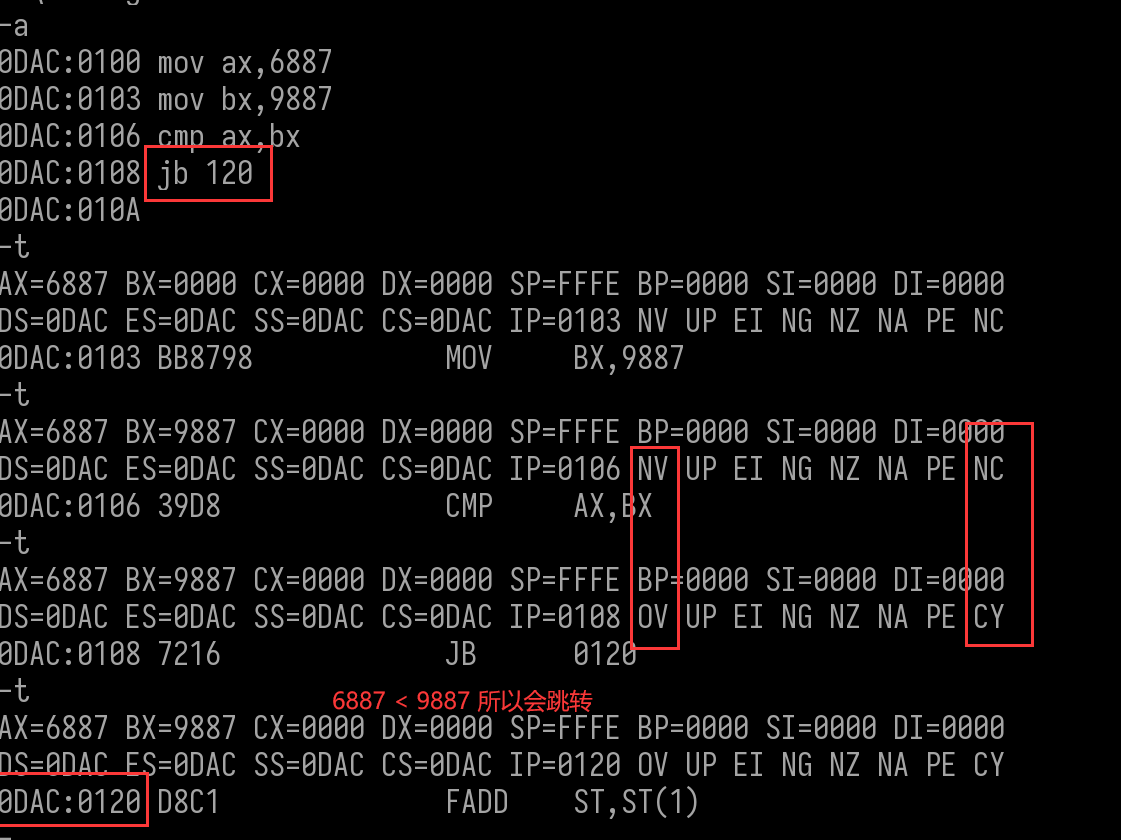 -a
0DAC:0100 mov ax,6887
0DAC:0103 mov bx,9887
0DAC:0106 cmp ax,bx
0DAC:0108 jb 120
0DAC:010A
-t
AX=6887 BX=0000 CX=0000 DX=0000 SP=FFFE BP=0000 SI=0000 DI=0000
DS=0DAC ES=0DAC SS=0DAC CS=0DAC IP=0103 NV UP EI NG NZ NA PE NC
0DAC:0103 BB8798 MOV BX,9887
-t
AX=6887 BX=9887 CX=0000 DX=0000 SP=FFFE BP=0000 SI=0000 DI=0000
DS=0DAC ES=0DAC SS=0DAC CS=0DAC IP=0106 NV UP EI NG NZ NA PE NC
0DAC:0106 39D8 CMP AX,BX
-t
AX=6887 BX=9887 CX=0000 DX=0000 SP=FFFE BP=0000 SI=0000 DI=0000
DS=0DAC ES=0DAC SS=0DAC CS=0DAC IP=0108 OV UP EI NG NZ NA PE CY
0DAC:0108 7216 JB 0120
-t
6887 < 9887 所以会跳转
AX=6887 BX=9887 CX=0000 DX=0000 SP=FFFE BP=0000 SI=0000 DI=0000
DS=0DAC ES=0DAC SS=0DAC CS=0DAC IP=0120 OV UP EI NG NZ NA PE CY
0DAC:0120 D8C1 FADD ST,ST(1)